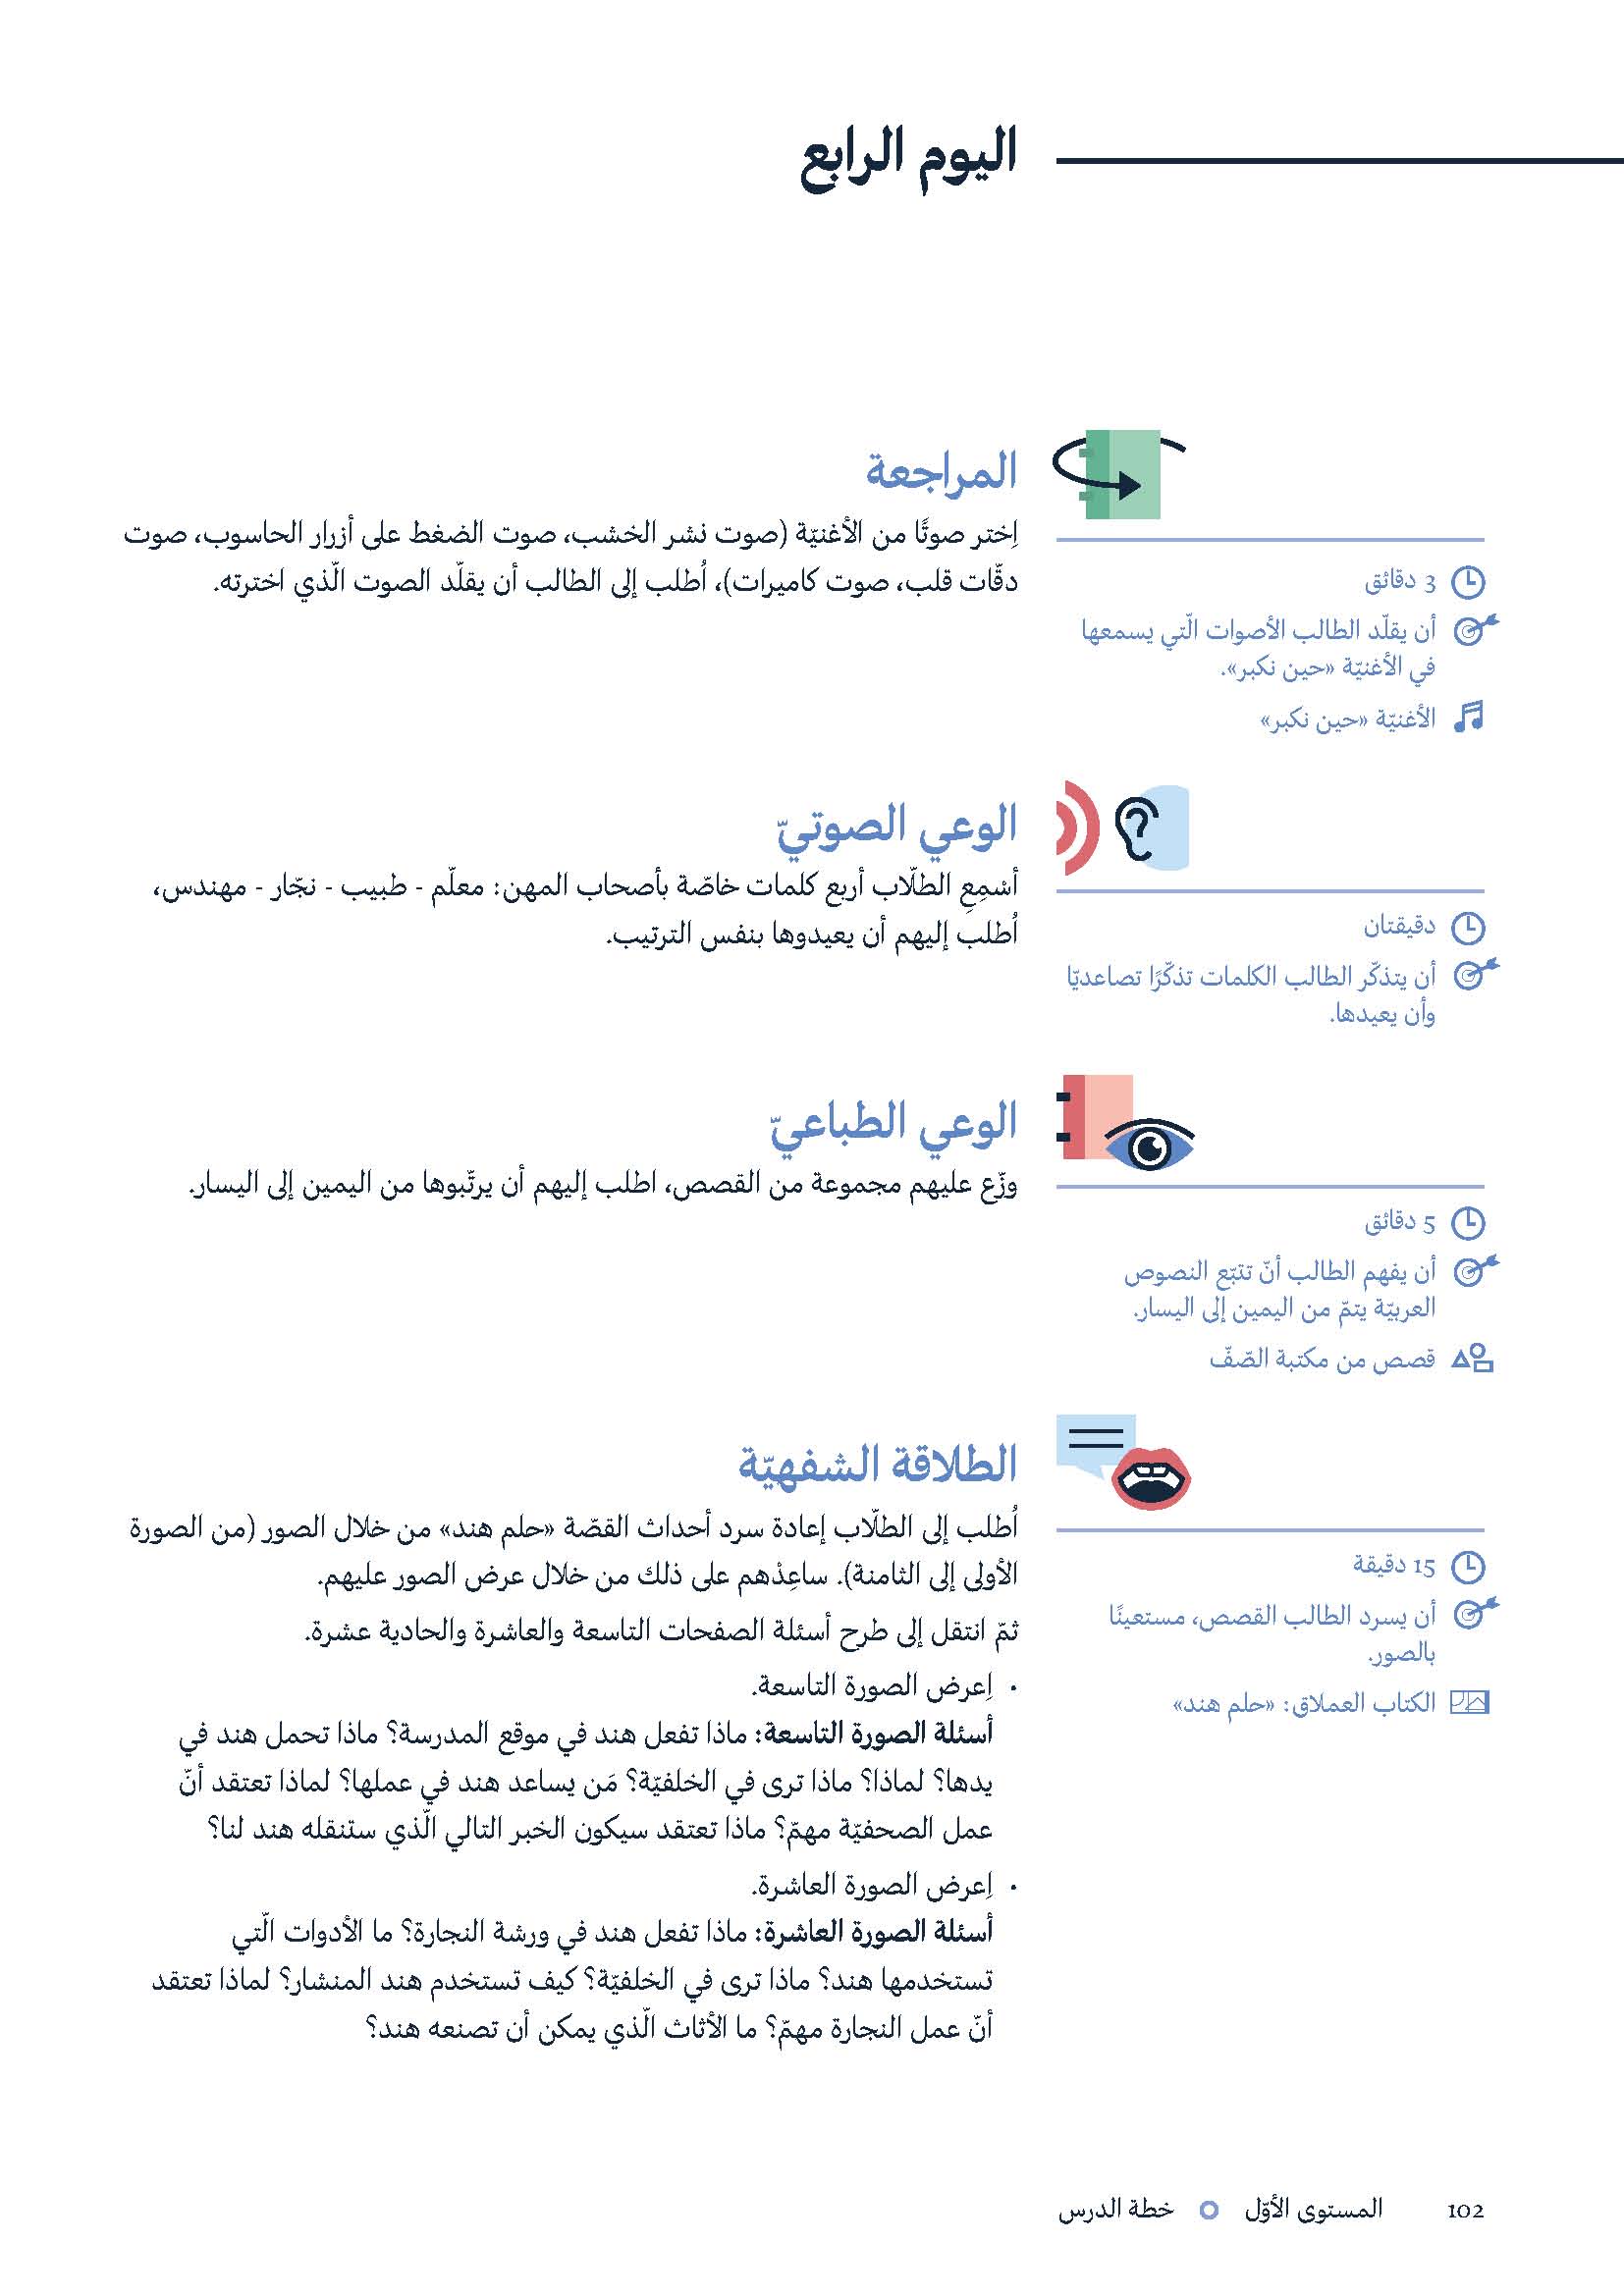 اليوم الرابع
المراجعة
3 دقائق
أن يقلّد الطالب الأصوات الّتي يسمعها
في الأغنيّة «حين نكبر».
الأغنيّة «حين نكبر»
اِختر صوتًا من الأغنيّة (صوت نشر الخشب، صوت الضغط على أزرار الحاسوب، صوت
دقّات قلب، صوت كاميرات)، اُطلب إلى الطالب أن يقلّد الصوت الّذي اخترته.
الوعي الصوتيّ
دقيقتان
أن يتذكّر الطالب الكلمات تذكّرًا تصاعديّا
وأن يعيدها.
أسْمِعِ الطلّاب أربع كلمات خاصّة بأصحاب المهن: معلّم - طبيب - نجّار - مهندس،
اُطلب إليهم أن يعيدوها بنفس الترتيب.
الوعي الطباعيّ
5 دقائق
أن يفهم الطالب أنّ تتبّع النصوص
العربيّة يتمّ من اليمين إلى اليسار.
قصص من مكتبة الصّفّ
وزّع عليهم مجموعة من القصص، اطلب إليهم أن يرتّبوها من اليمين إلى اليسار.
الطلاقة الشفهيّة
15 دقيقة
أن يسرد الطالب القصص، مستعينًا
بالصور.
الكتاب العملاق: «حلم هند»
اُطلب إلى الطلّاب إعادة سرد أحداث القصّة «حلم هند» من خلال الصور (من الصورة
الأولى إلى الثامنة). ساعِدْهم على ذلك من خلال عرض الصور عليهم.
ثمّ انتقل إلى طرح أسئلة الصفحات التاسعة والعاشرة والحادية عشرة.
• اِعرض الصورة التاسعة.
أسئلة الصورة التاسعة: ماذا تفعل هند في موقع المدرسة؟ ماذا تحمل هند في
يدها؟ لماذا؟ ماذا ترى في الخلفيّة؟ مَن يساعد هند في عملها؟ لماذا تعتقد أنّ
عمل الصحفيّة مهمّ؟ ماذا تعتقد سيكون الخبر التالي الّذي ستنقله هند لنا؟
• اِعرض الصورة العاشرة.
أسئلة الصورة العاشرة: ماذا تفعل هند في ورشة النجارة؟ ما الأدوات الّتي
تستخدمها هند؟ ماذا ترى في الخلفيّة؟ كيف تستخدم هند المنشار؟ لماذا تعتقد
أنّ عمل النجارة مهمّ؟ ما الأثاث الّذي يمكن أن تصنعه هند؟
102 المستوى الأوّل خطة الدرس